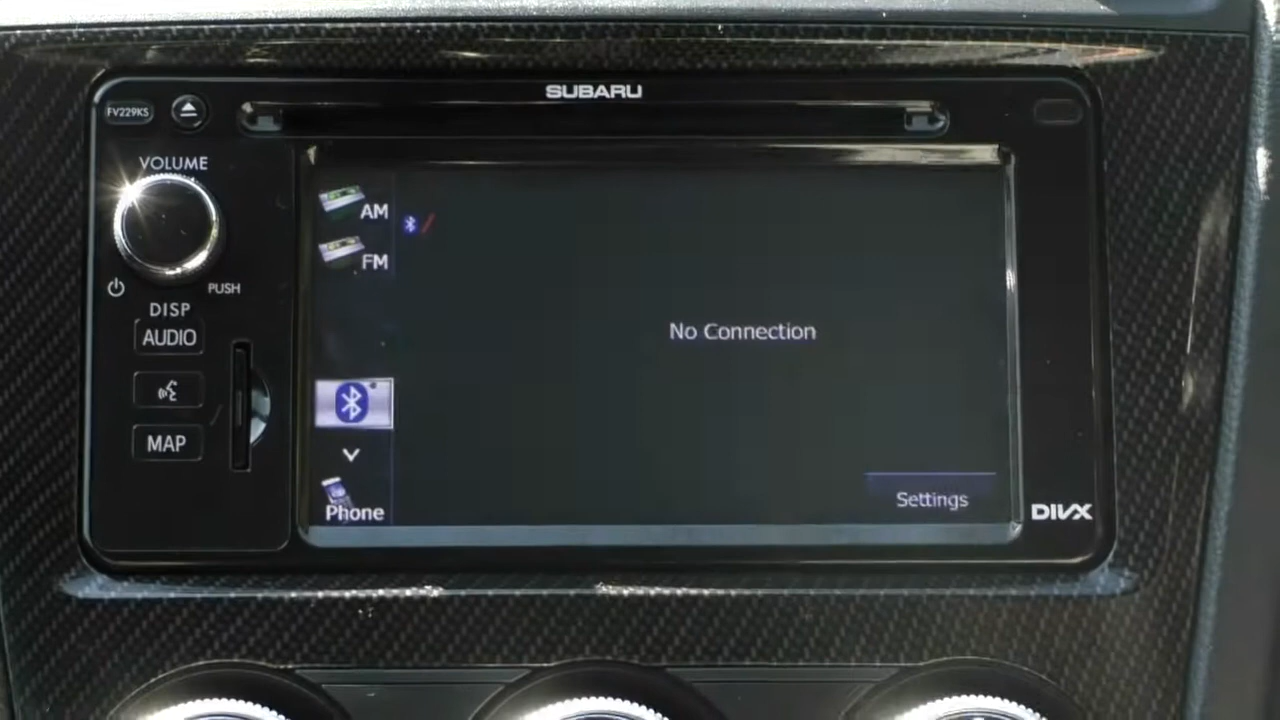 SUBARU
FV229KS
VOLUME
PUSH
DISP
AUDIO
MAP
AM
FM
No Connection
Phone
Settings
DIVX